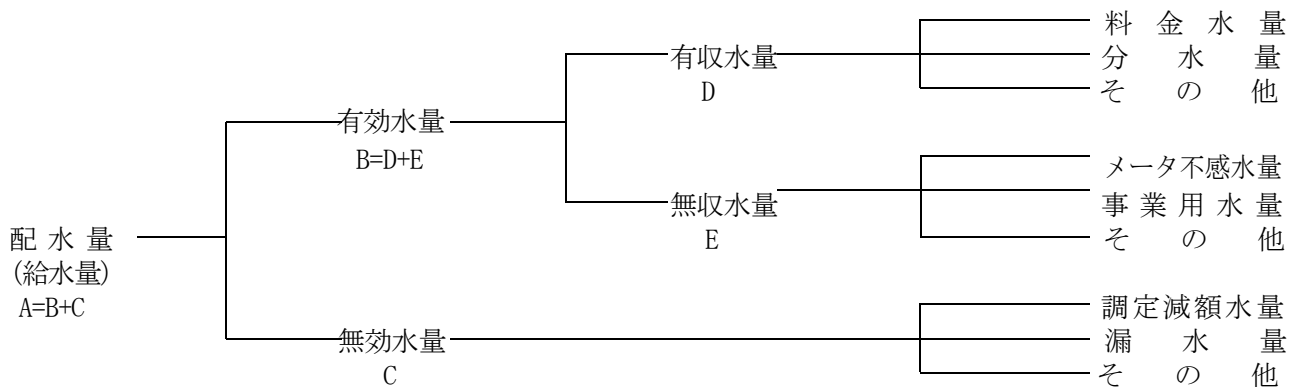 料金水量
有収水量
分水量
D
その他
有効水量
B=D+E
メータ不感水量
無収水量
事業用水量
E
その他
配水量
(給水量)
A=B+C
調定減額水量
無効水量
漏水量
C
その他